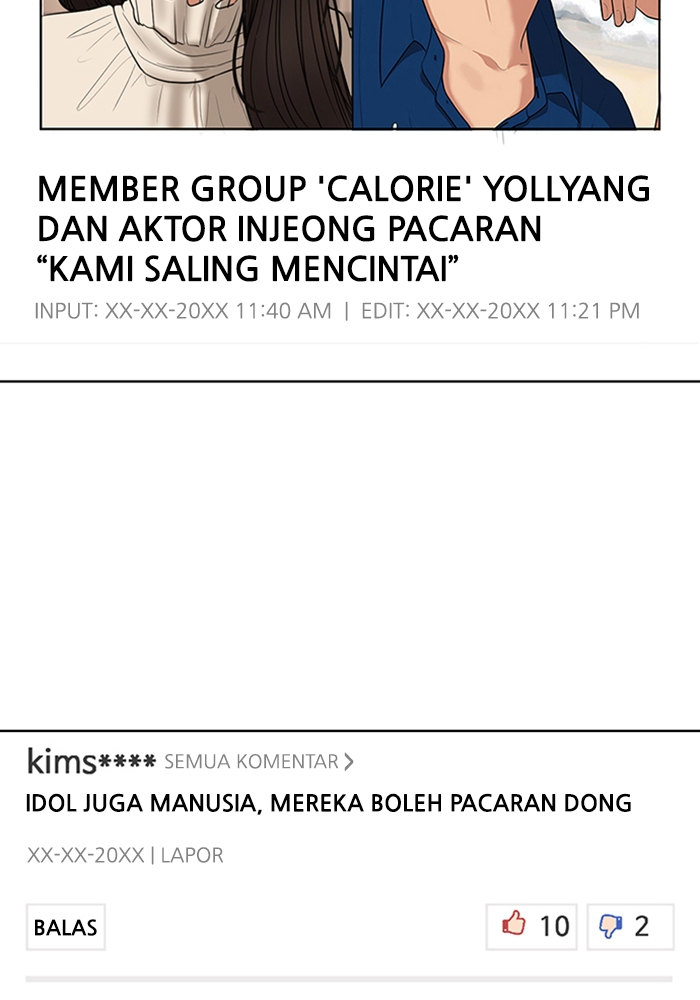 MEMBER GROUP 'CALORIE' YOLLYANG
DAN AKTOR INJEONG PACARAN
“KAMI SALING MENCINTAI”
INPUT: XX-XX-20XX 11:40 AM | EDIT: XX-XX-20XX 11:21 PM
kims**** SEMUA KOMENTAR >
IDOL JUGA MANUSIA, MEREKA BOLEH PACARAN DONG
XX-XX-20XX | LAPOR
BALAS 10 2